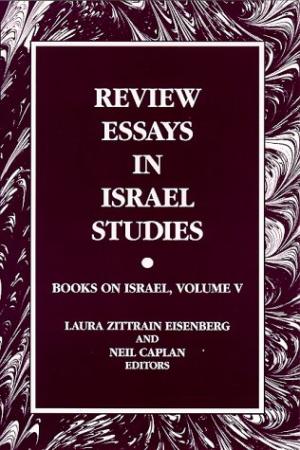 REVIEW
ESSAYS
IN
ISRAEL
STUDIES
BOOKS ON ISRAEL, VOLUME V
LAURA ZITTRAIN EISENBERG
AND
NEIL CAPLAN
EDITORS